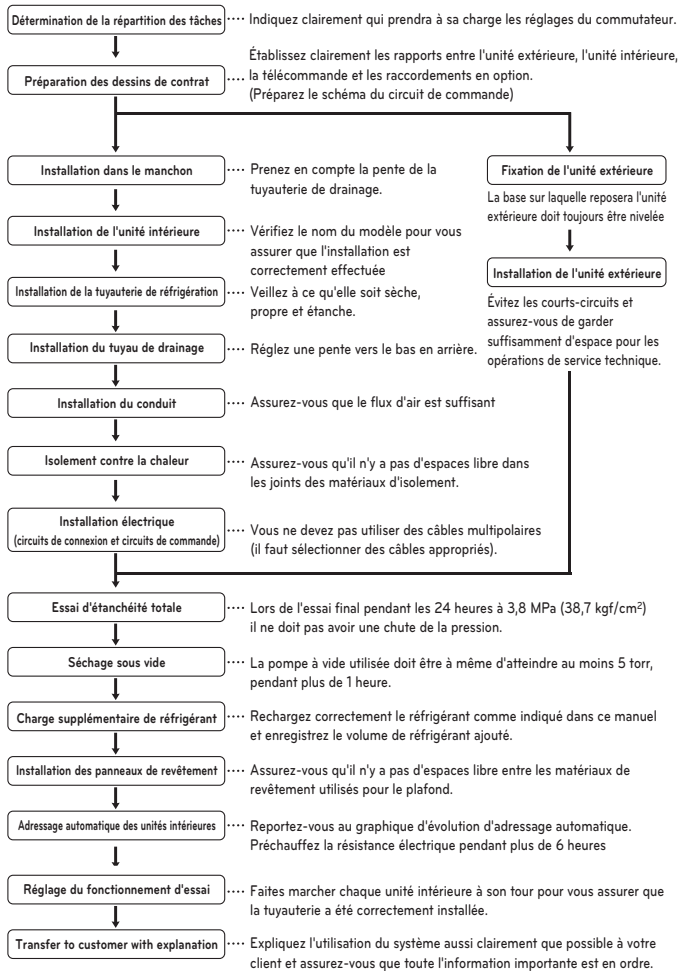 Détermination de la répartition des tâches ···· Indiquez clairement qui prendra à sa charge les réglages du commutateur.
Préparation des dessins de contrat ···· Établissez clairement les rapports entre l'unité extérieure, l'unité intérieure,
la télécommande et les raccordements en option.
(Préparez le schéma du circuit de commande)
Installation dans le manchon ···· Prenez en compte la pente de la
tuyauterie de drainage.
Installation de l'unité intérieure ···· Vérifiez le nom du modèle pour vous
assurer que l'installation est
correctement effectuée
Installation de la tuyauterie de réfrigération ···· Veillez à ce qu'elle soit sèche,
propre et étanche.
Installation du tuyau de drainage ···· Réglez une pente vers le bas en arrière.
Installation du conduit ···· Assurez-vous que le flux d'air est suffisant
Isolement contre la chaleur ···· Assurez-vous qu'il n'y a pas d'espaces libre dans
les joints des matériaux d'isolement.
Installation électrique
(circuits de connexion et circuits de commande) ···· Vous ne devez pas utiliser des câbles multipolaires
(il faut sélectionner des câbles appropriés).
Fixation de l'unité extérieure
La base sur laquelle reposera l'unité
extérieure doit toujours être nivelée
Installation de l'unité extérieure
Évitez les courts-circuits et
assurez-vous de garder
suffisamment d'espace pour les
opérations de service technique.
Essai d'étanchéité totale ···· Lors de l'essai final pendant les 24 heures à 3,8 MPa (38,7 kgf/cm²)
il ne doit pas avoir une chute de la pression.
Séchage sous vide ···· La pompe à vide utilisée doit être à même d'atteindre au moins 5 torr,
pendant plus de 1 heure.
Charge supplémentaire de réfrigérant ···· Rechargez correctement le réfrigérant comme indiqué dans ce manuel
et enregistrez le volume de réfrigérant ajouté.
Installation des panneaux de revêtement ···· Assurez-vous qu'il n'y a pas d'espaces libre entre les matériaux de
revêtement utilisés pour le plafond.
Adressage automatique des unités intérieures ···· Reportez-vous au graphique d'évolution d'adressage automatique.
Préchauffez la résistance électrique pendant plus de 6 heures
Réglage du fonctionnement d'essai ···· Faites marcher chaque unité intérieure à son tour pour vous assurer que
la tuyauterie a été correctement installée.
Transfer to customer with explanation ···· Expliquez l'utilisation du système aussi clairement que possible à votre
client et assurez-vous que toute l'information importante est en ordre.